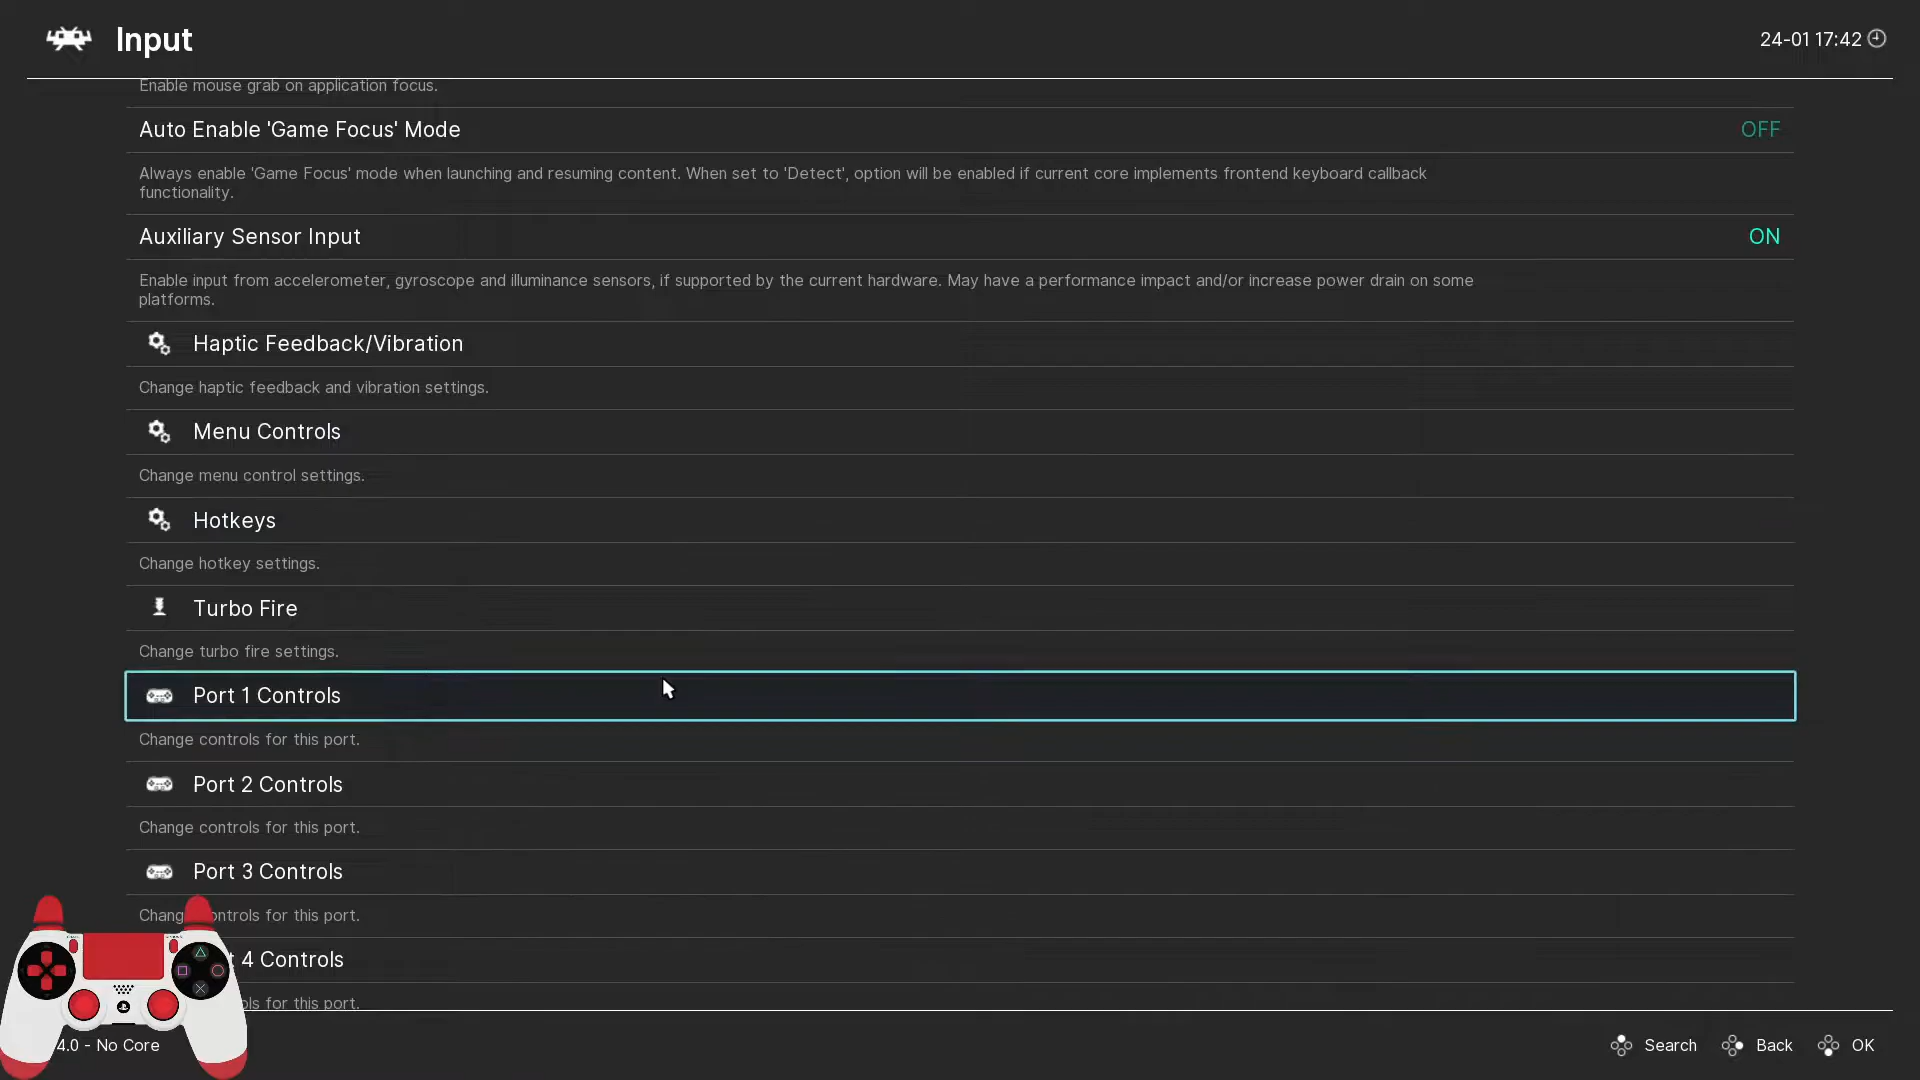 Input
24-01 17:42
Enable mouse grab on application focus.
Auto Enable 'Game Focus' Mode
OFF
Always enable 'Game Focus' mode when launching and resuming content. When set to 'Detect', option will be enabled if current core implements frontend keyboard callback
functionality.
Auxiliary Sensor Input
ON
Enable input from accelerometer, gyroscope and illuminance sensors, if supported by the current hardware. May have a performance impact and/or increase power drain on some
platforms.
Haptic Feedback/Vibration
Change haptic feedback and vibration settings.
Menu Controls
Change menu control settings.
Hotkeys
Change hotkey settings.
Turbo Fire
Change turbo fire settings.
Port 1 Controls
Change controls for this port.
Port 2 Controls
Change controls for this port.
Port 3 Controls
for this port.
4 Controls
for this port.
4.0 - No Core
Search
Back
OK